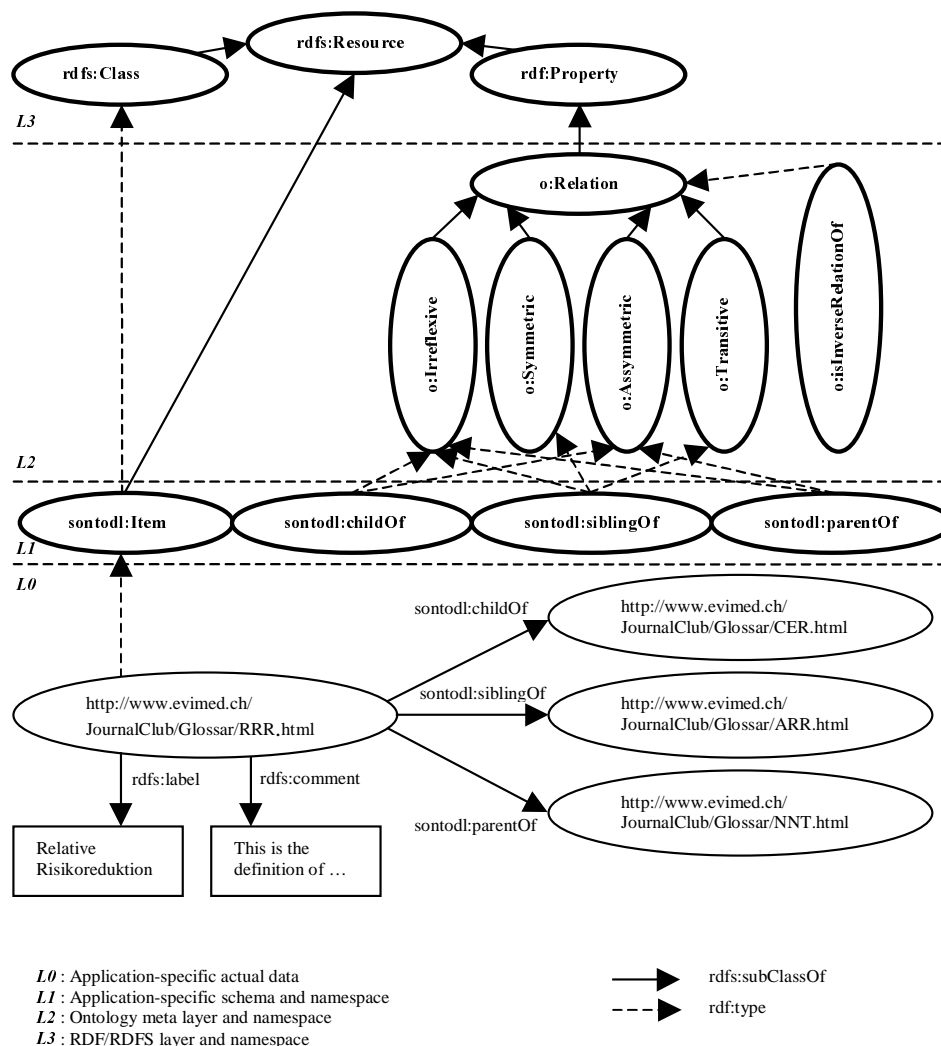 rdfs:Resource
rdfs:Class
rdf:Property
L3
o:Relation
o:Irreflexive
o:Symmetric
o:Assymmetric
o:Transitive
o:isInverseRelationOf
L2
sontodl:Item
sontodl:childOf
sontodl:siblingOf
sontodl:parentOf
L1
L0
sontodl:childOf
http://www.evimed.ch/
JournalClub/Glossar/CER.html
http://www.evimed.ch/
JournalClub/Glossar/RRR.html
sontodl:siblingOf
http://www.evimed.ch/
JournalClub/Glossar/ARR.html
rdfs:label
rdfs:comment
sontodl:parentOf
http://www.evimed.ch/
JournalClub/Glossar/NNT.html
Relative
Risikoreduktion
This is the
definition of …
L0 : Application-specific actual data
L1 : Application-specific schema and namespace
L2 : Ontology meta layer and namespace
L3 : RDF/RDFS layer and namespace
rdfs:subClassOf
rdf:type